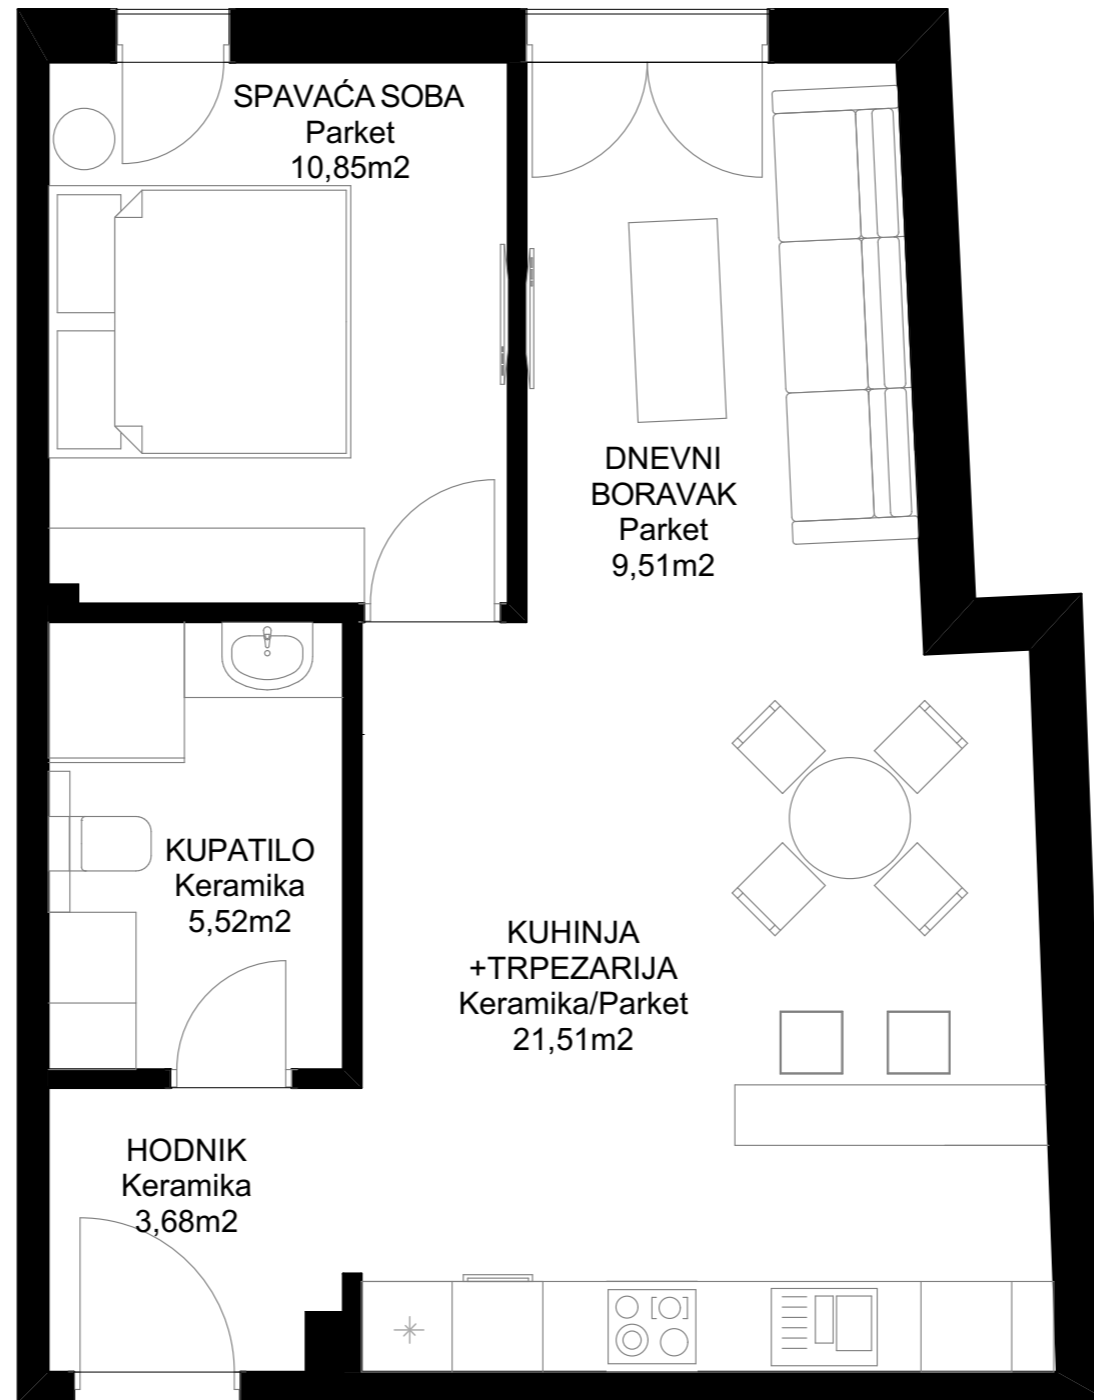 SPAVAĆA SOBA
Parket
10,85m2
DNEVNI
BORAVAK
Parket
9,51m2
KUPATILO
Keramika
5,52m2
KUHINJA
+TRPEZARIJA
Keramika/Parket
21,51m2
HODNIK
Keramika
3,68m2